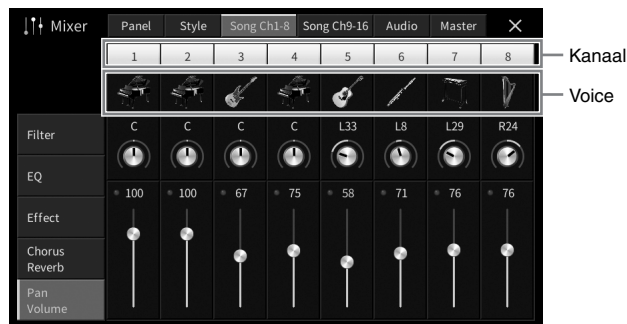 Mixer Panel Style Song Ch1-8 Song Ch9-16 Audio Master
1 2 3 4 5 6 7 8 Kanaal
Voice
Filter C C C C L33 L8 L29 R24
EQ
100 100 67 75 58 71 76 76
Effect
Chorus
Reverb
Pan
Volume